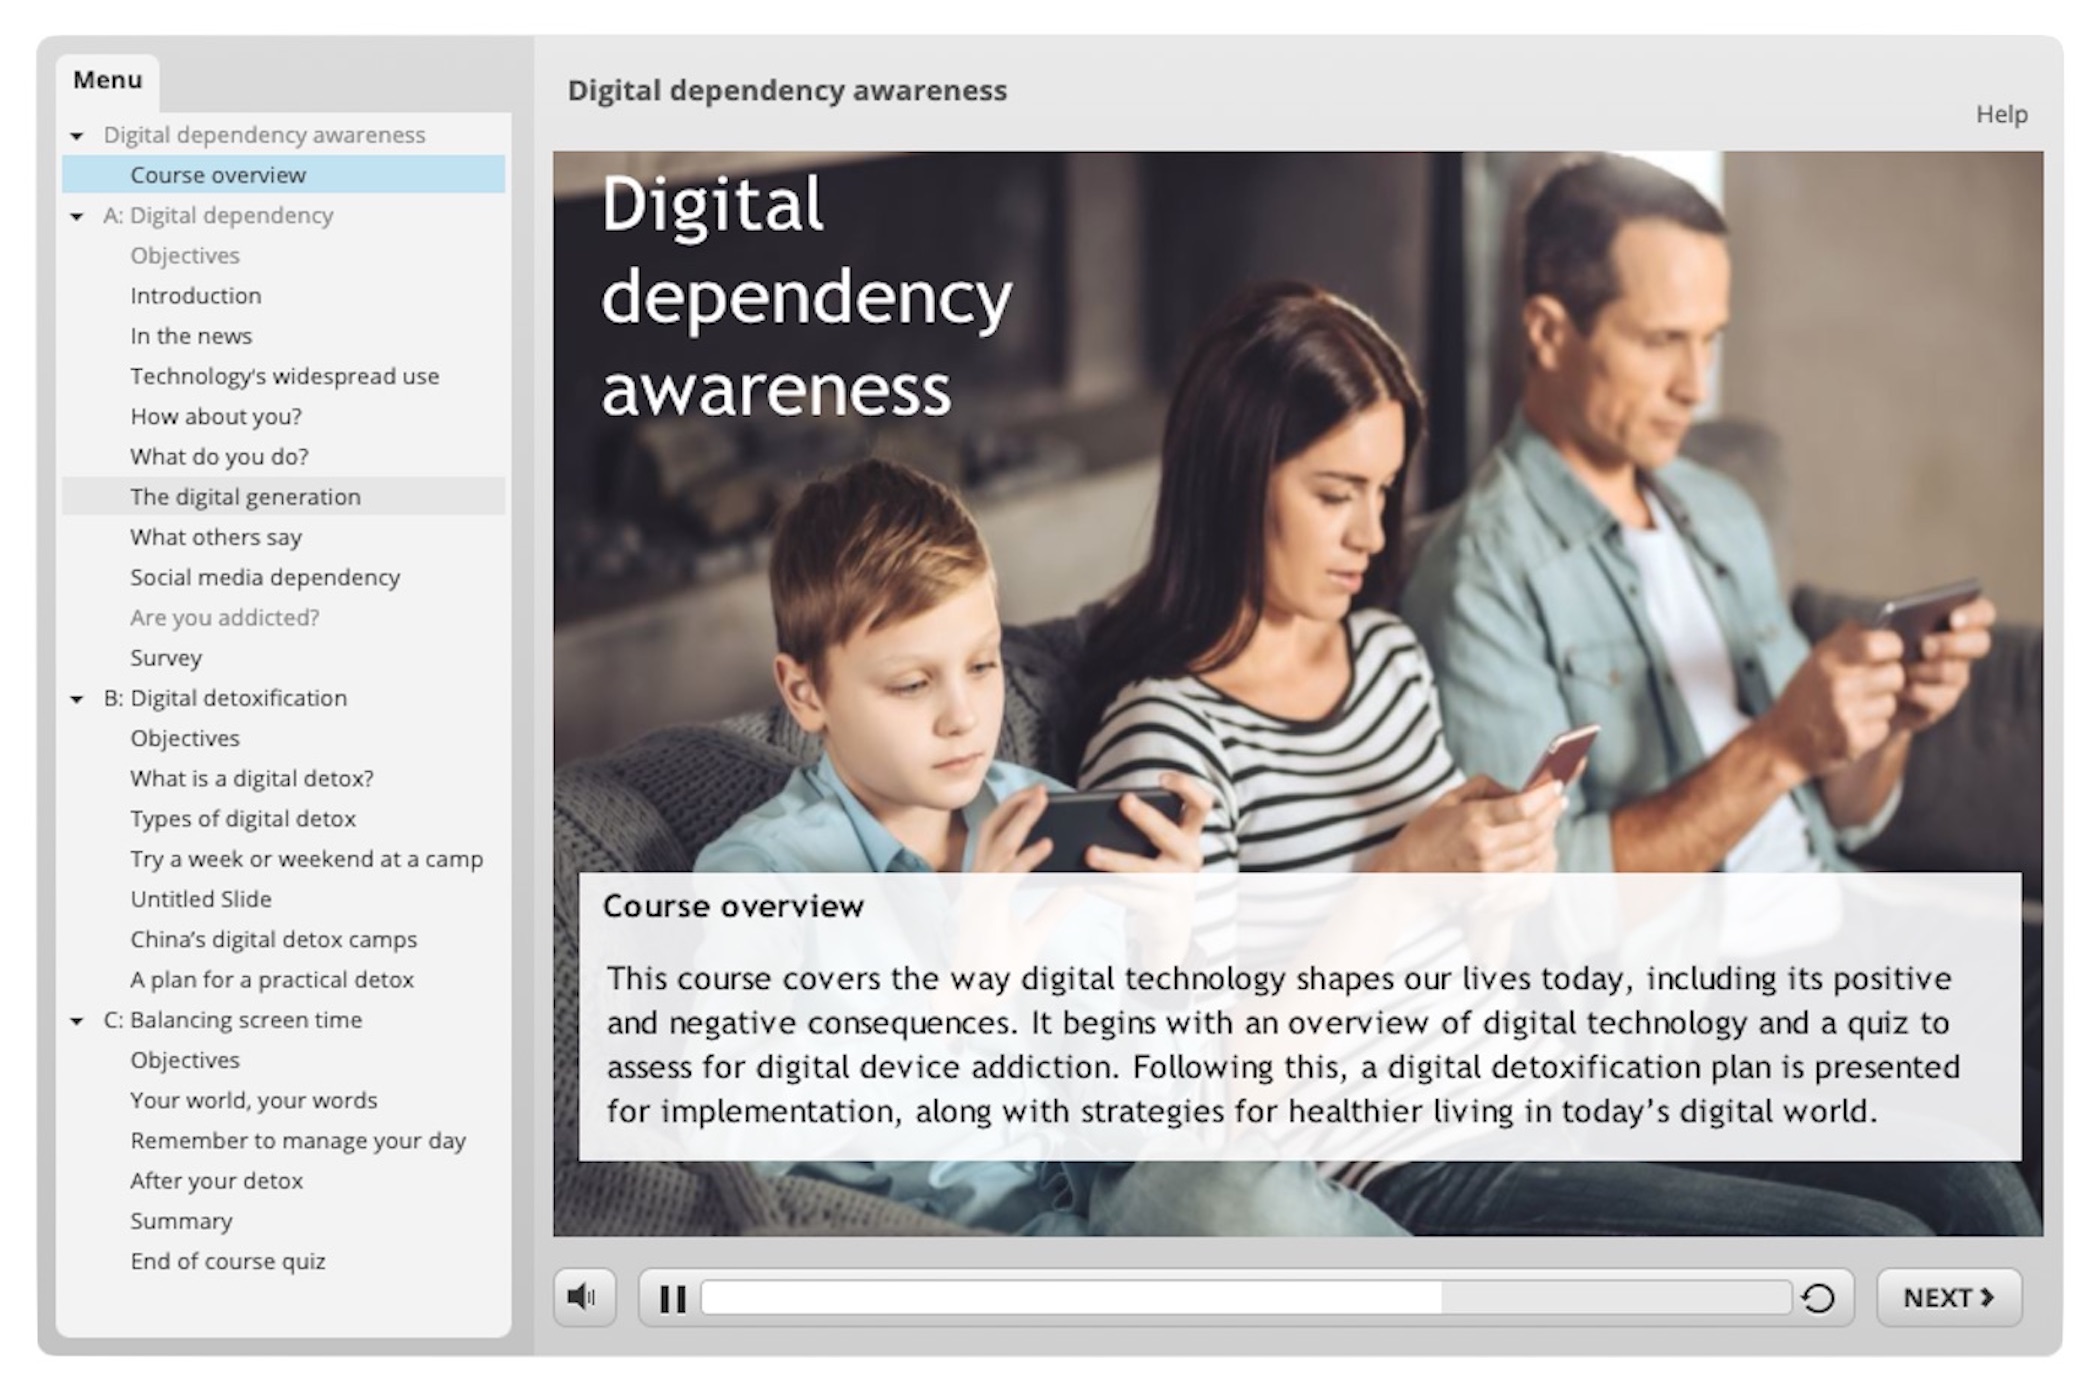 Menu
Digital dependency awareness
Course overview
A: Digital dependency
Objectives
Introduction
In the news
Technology's widespread use
How about you?
What do you do?
The digital generation
What others say
Social media dependency
Are you addicted?
Survey
B: Digital detoxification
Objectives
What is a digital detox?
Types of digital detox
Try a week or weekend at a camp
Untitled Slide
China’s digital detox camps
A plan for a practical detox
C: Balancing screen time
Objectives
Your world, your words
Remember to manage your day
After your detox
Summary
End of course quiz
Digital dependency awareness
Help
Digital
dependency
awareness
Course overview
This course covers the way digital technology shapes our lives today, including its positive
and negative consequences. It begins with an overview of digital technology and a quiz to
assess for digital device addiction. Following this, a digital detoxification plan is presented
for implementation, along with strategies for healthier living in today’s digital world.
NEXT